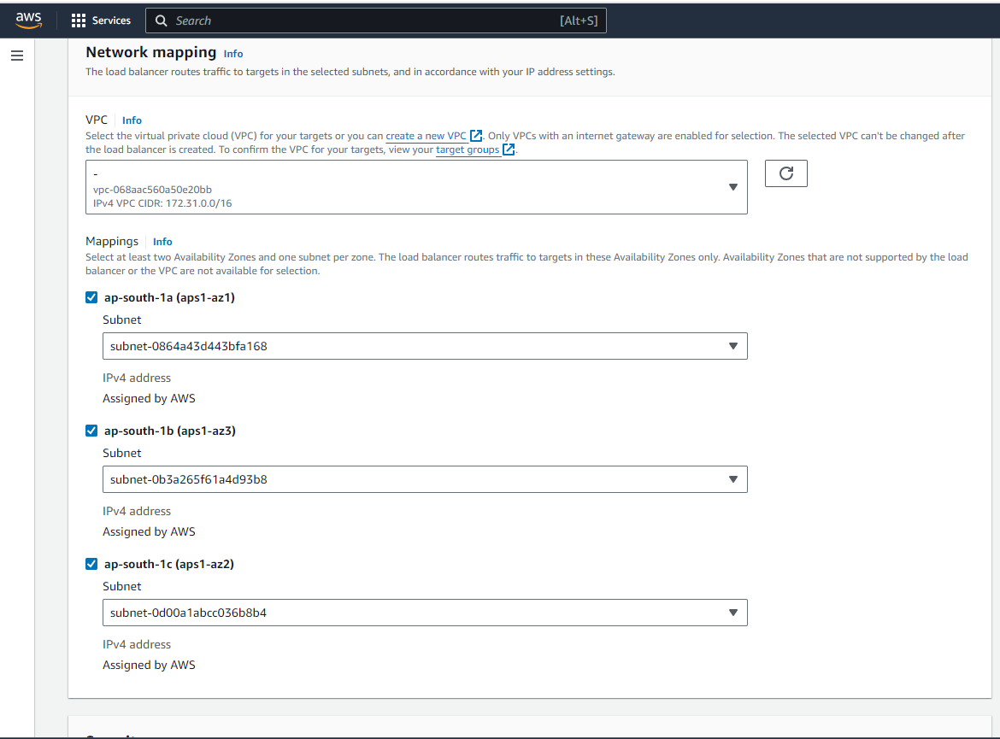 aws
Services
Search
[Alt+S]
Network mapping Info
The load balancer routes traffic to targets in the selected subnets, and in accordance with your IP address settings.
VPC Info
Select the virtual private cloud (VPC) for your targets or you can create a new VPC . Only VPCs with an internet gateway are enabled for selection. The selected VPC can't be changed after
the load balancer is created. To confirm the VPC for your targets, view your target groups .
-
vpc-068aac560a50e20bb
IPv4 VPC CIDR: 172.31.0.0/16
Mappings Info
Select at least two Availability Zones and one subnet per zone. The load balancer routes traffic to targets in these Availability Zones only. Availability Zones that are not supported by the load
balancer or the VPC are not available for selection.
ap-south-1a (aps1-az1)
Subnet
subnet-0864a43d443bfa168
IPv4 address
Assigned by AWS
ap-south-1b (aps1-az3)
Subnet
subnet-0b3a265f61a4d93b8
IPv4 address
Assigned by AWS
ap-south-1c (aps1-az2)
Subnet
subnet-0d00a1abcc036b8b4
IPv4 address
Assigned by AWS